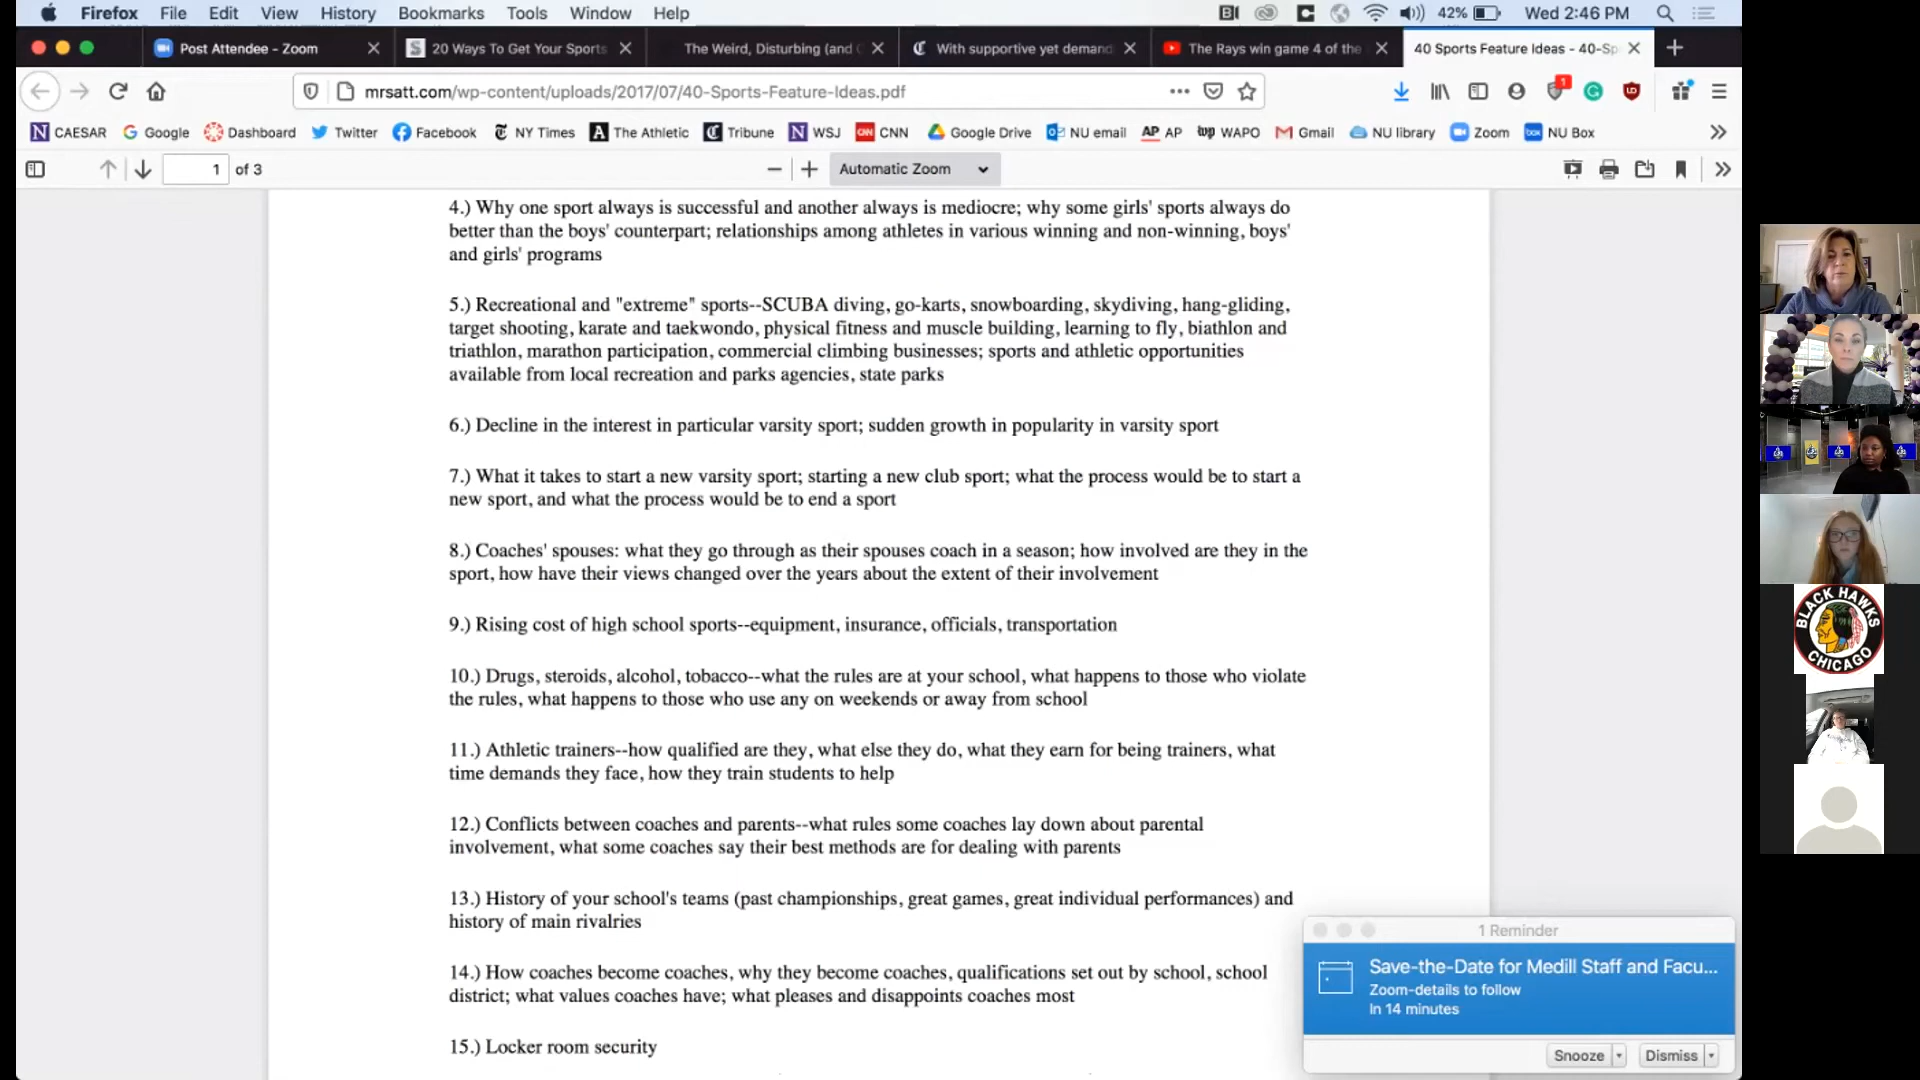 Firefox File Edit View History Bookmarks Tools Window Help 42% Wed 2:46 PM
Post Attendee - Zoom
20 Ways To Get Your Sports
The Weird, Disturbing (and
With supportive yet demand
The Rays win game 4 of the
40 Sports Feature Ideas - 40-Sp
mrsatt.com/wp-content/uploads/2017/07/40-Sports-Feature-Ideas.pdf
CAESAR Google Dashboard Twitter Facebook NY Times The Athletic Tribune WSJ CNN Google Drive NU email AP AP wp WAPO Gmail NU library Zoom NU Box
1 of 3 Automatic Zoom
4.) Why one sport always is successful and another always is mediocre; why some girls' sports always do
better than the boys' counterpart; relationships among athletes in various winning and non-winning, boys'
and girls' programs
5.) Recreational and "extreme" sports--SCUBA diving, go-karts, snowboarding, skydiving, hang-gliding,
target shooting, karate and taekwondo, physical fitness and muscle building, learning to fly, biathlon and
triathlon, marathon participation, commercial climbing businesses; sports and athletic opportunities
available from local recreation and parks agencies, state parks
6.) Decline in the interest in particular varsity sport; sudden growth in popularity in varsity sport
7.) What it takes to start a new varsity sport; starting a new club sport; what the process would be to start a
new sport, and what the process would be to end a sport
8.) Coaches' spouses: what they go through as their spouses coach in a season; how involved are they in the
sport, how have their views changed over the years about the extent of their involvement
9.) Rising cost of high school sports--equipment, insurance, officials, transportation
10.) Drugs, steroids, alcohol, tobacco--what the rules are at your school, what happens to those who violate
the rules, what happens to those who use any on weekends or away from school
11.) Athletic trainers--how qualified are they, what else they do, what they earn for being trainers, what
time demands they face, how they train students to help
12.) Conflicts between coaches and parents--what rules some coaches lay down about parental
involvement, what some coaches say their best methods are for dealing with parents
13.) History of your school's teams (past championships, great games, great individual performances) and
history of main rivalries
14.) How coaches become coaches, why they become coaches, qualifications set out by school, school
district; what values coaches have; what pleases and disappoints coaches most
15.) Locker room security
1 Reminder
Save-the-Date for Medill Staff and Facu...
Zoom-details to follow
In 14 minutes
Snooze Dismiss
BLACK HAWKS
CHICAGO